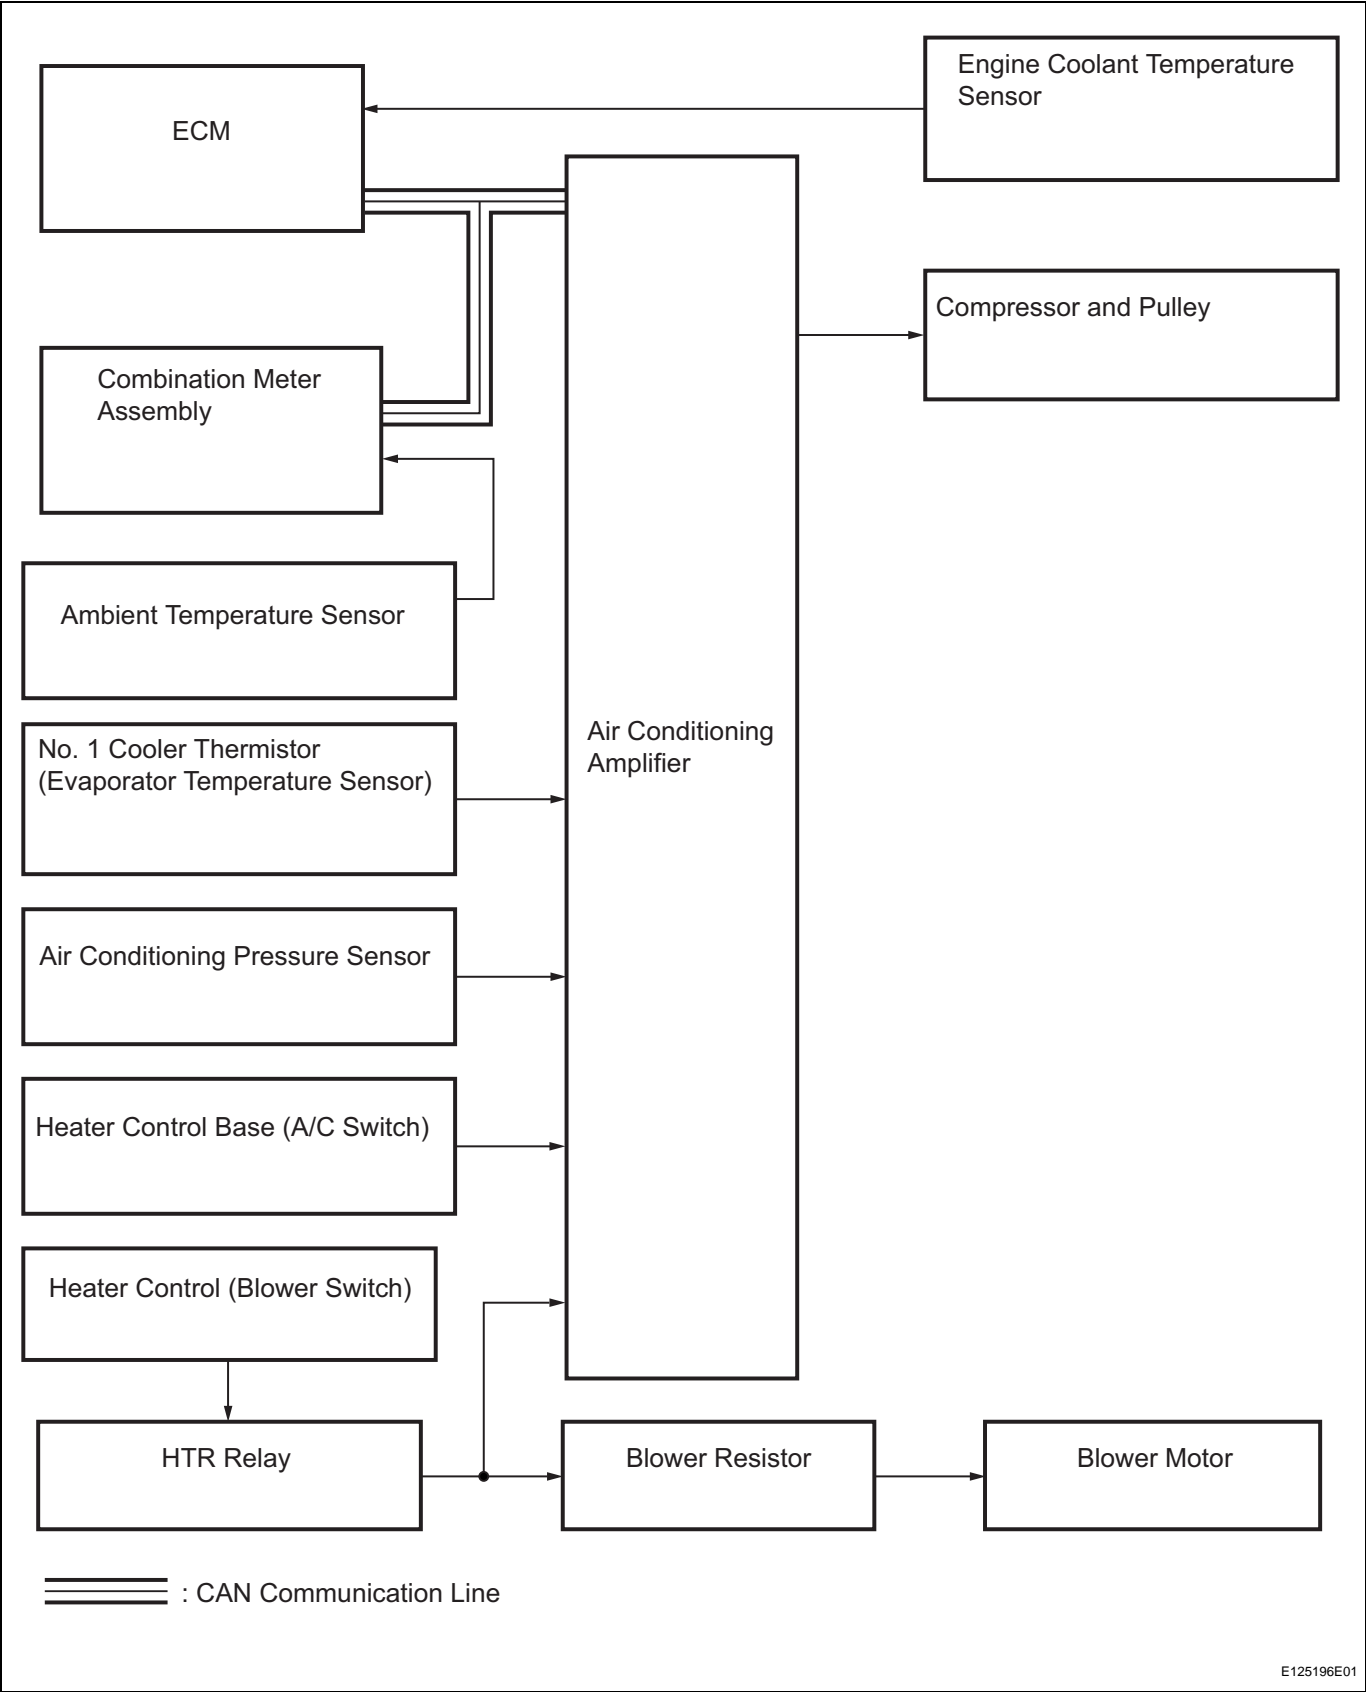 Engine Coolant Temperature
Sensor
ECM
Compressor and Pulley
Combination Meter
Assembly
Ambient Temperature Sensor
Air Conditioning
Amplifier
No. 1 Cooler Thermistor
(Evaporator Temperature Sensor)
Air Conditioning Pressure Sensor
Heater Control Base (A/C Switch)
Heater Control (Blower Switch)
HTR Relay
Blower Resistor
Blower Motor
: CAN Communication Line
E125196E01